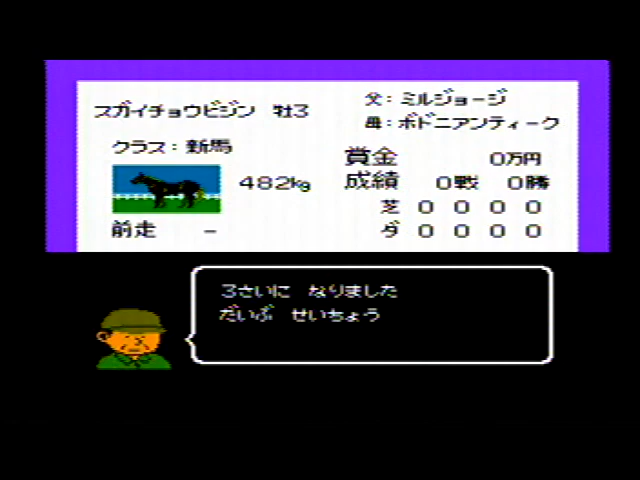 スガイチョウビジン 牡3
父:ミルジョージ
母:ボドニアンティーク
クラス:新馬
賞金 0万円
482kg
成績 0戦 0勝
芝 0 0 0 0
前走 -
ダ 0 0 0 0
3さいに なりました
だいぶ せいちょう